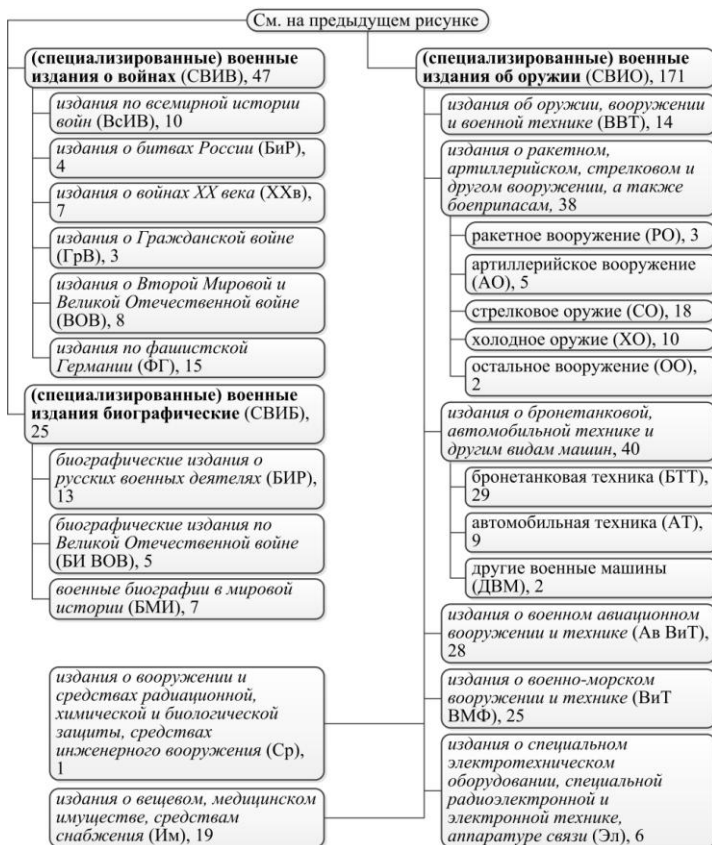 См. на предыдущем рисунке
(специализированные) военные
издания о войнах (СВИВ), 47
издания по всемирной истории
войн (ВсИВ), 10
издания о битвах России (БиР),
4
издания о войнах XX века (XXв),
7
издания о Гражданской войне
(ГрВ), 3
издания о Второй Мировой и
Великой Отечественной войне
(ВОВ), 8
издания по фашистской
Германии (ФГ), 15
(специализированные) военные
издания биографические (СВИБ),
25
биографические издания о
русских военных деятелях (БИР),
13
биографические издания по
Великой Отечественной войне
(БИ ВОВ), 5
военные биографии в мировой
истории (БМИ), 7
(специализированные) военные
издания об оружии (СВИО), 171
издания об оружии, вооружении
и военной технике (ВВТ), 14
издания о ракетном,
артиллерийском, стрелковом и
другом вооружении, а также
боеприпасам, 38
ракетное вооружение (РО), 3
артиллерийское вооружение
(АО), 5
стрелковое оружие (СО), 18
холодное оружие (ХО), 10
остальное вооружение (ОО),
2
издания о бронетанковой,
автомобильной технике и
другим видам машин, 40
бронетанковая техника (БТТ),
29
автомобильная техника (АТ),
9
другие военные машины
(ДВМ), 2
издания о военном авиационном
вооружении и технике (Ав ВиТ),
28
издания о вооружении и
средствах радиационной,
химической и биологической
защиты, средствах
инженерного вооружения (Ср),
1
издания о военно-морском
вооружении и технике (ВиТ
ВМФ), 25
издания о вещевом, медицинском
имуществе, средствам
снабжения (Им), 19
издания о специальном
электротехническом
оборудовании, специальной
радиоэлектронной и
электронной технике,
аппаратуре связи (Эл), 6